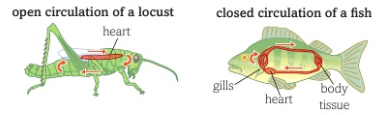 open circulation of a locust
heart
closed circulation of a fish
gills
heart
body
tissue